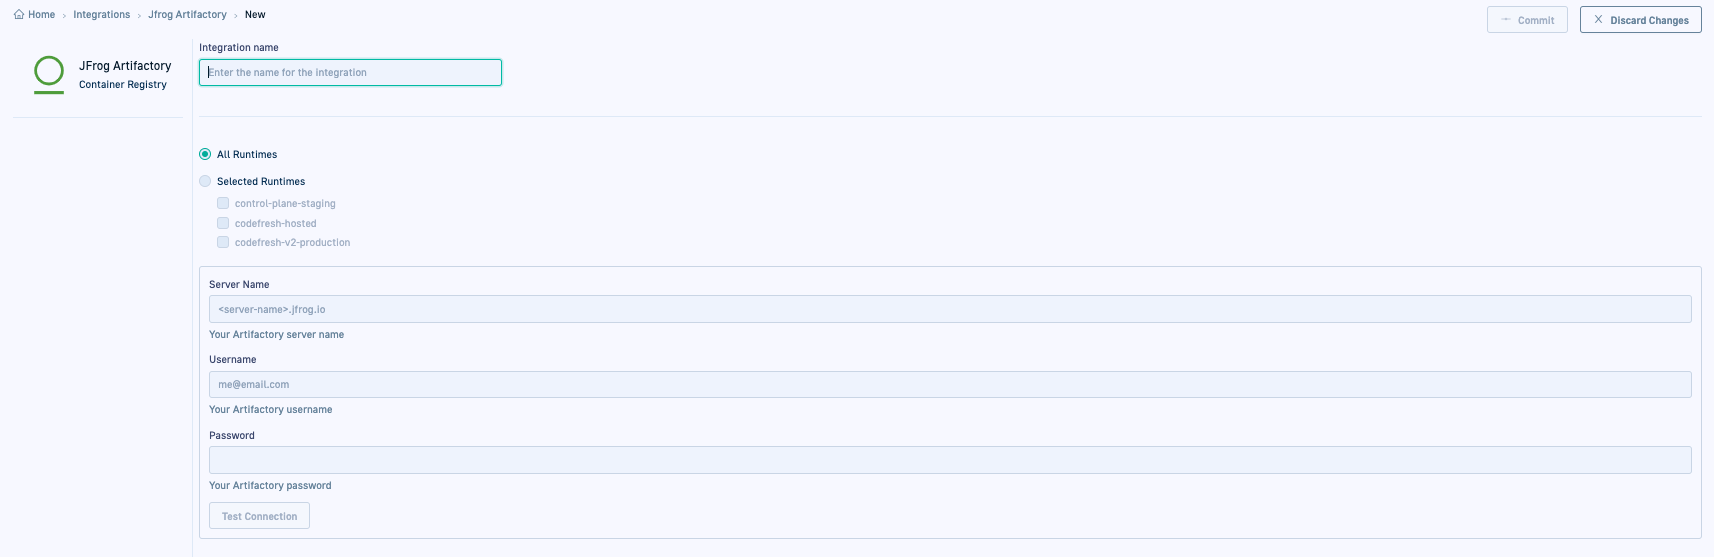 Home > Integrations > Jfrog Artifactory > New
Commit
Discard Changes
JFrog Artifactory
Container Registry
Integration name
Enter the name for the integration
All Runtimes
Selected Runtimes
control-plane-staging
codefresh-hosted
codefresh-v2-production
Server Name
<server-name>.jfrog.io
Your Artifactory server name
Username
me@email.com
Your Artifactory username
Password
Your Artifactory password
Test Connection